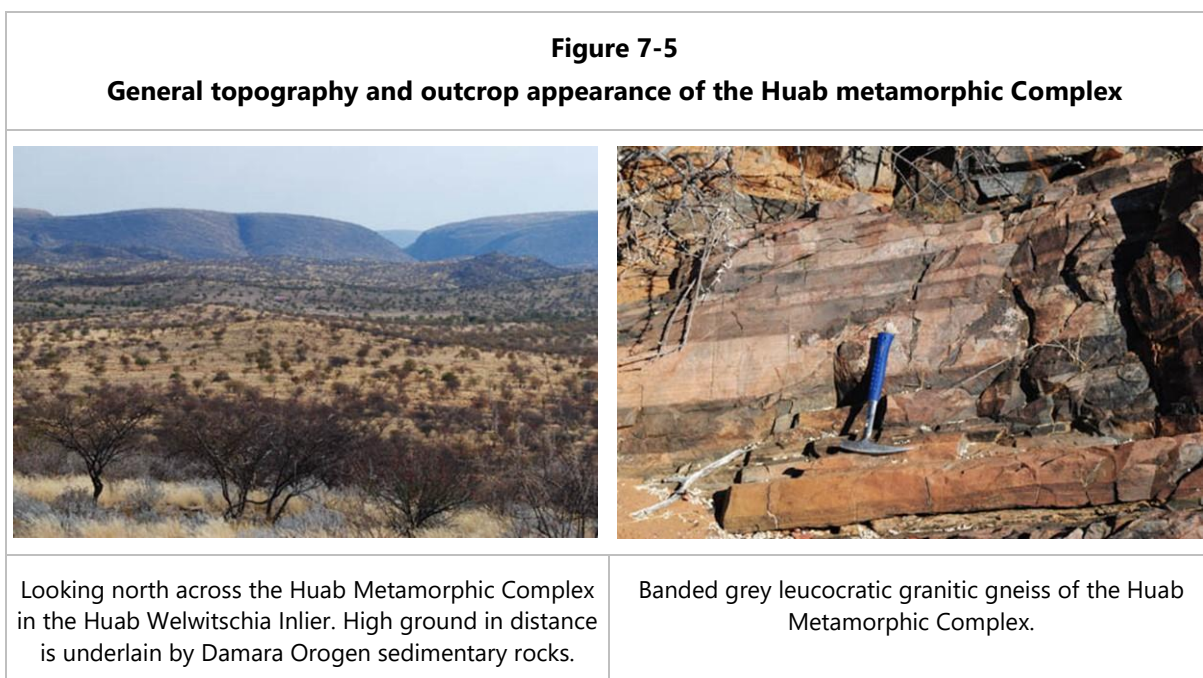 Figure 7-5
General topography and outcrop appearance of the Huab metamorphic Complex
Looking north across the Huab Metamorphic Complex
in the Huab Welwitschia Inlier. High ground in distance
is underlain by Damara Orogen sedimentary rocks.
Banded grey leucocratic granitic gneiss of the Huab
Metamorphic Complex.